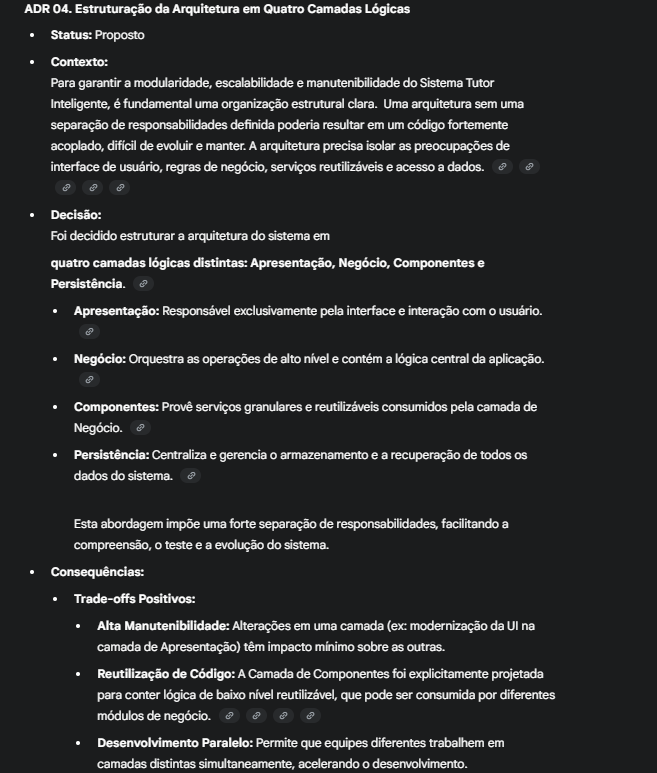 ADR 04. Estruturação da Arquitetura em Quatro Camadas Lógicas
• Status: Proposto
• Contexto:
Para garantir a modularidade, escalabilidade e manutenibilidade do Sistema Tutor
Inteligente, é fundamental uma organização estrutural clara. Uma arquitetura sem uma
separação de responsabilidades definida poderia resultar em um código fortemente
acoplado, difícil de evoluir e manter. A arquitetura precisa isolar as preocupações de
interface de usuário, regras de negócio, serviços reutilizáveis e acesso a dados.
• Decisão:
Foi decidido estruturar a arquitetura do sistema em
quatro camadas lógicas distintas: Apresentação, Negócio, Componentes e
Persistência.
• Apresentação: Responsável exclusivamente pela interface e interação com o usuário.
• Negócio: Orquestra as operações de alto nível e contém a lógica central da aplicação.
• Componentes: Provê serviços granulares e reutilizáveis consumidos pela camada de
Negócio.
• Persistência: Centraliza e gerencia o armazenamento e a recuperação de todos os
dados do sistema.
Esta abordagem impõe uma forte separação de responsabilidades, facilitando a
compreensão, o teste e a evolução do sistema.
• Consequências:
• Trade-offs Positivos:
• Alta Manutenibilidade: Alterações em uma camada (ex: modernização da UI na
camada de Apresentação) têm impacto mínimo sobre as outras.
• Reutilização de Código: A Camada de Componentes foi explicitamente projetada
para conter lógica de baixo nível reutilizável, que pode ser consumida por diferentes
módulos de negócio.
• Desenvolvimento Paralelo: Permite que equipes diferentes trabalhem em
camadas distintas simultaneamente, acelerando o desenvolvimento.